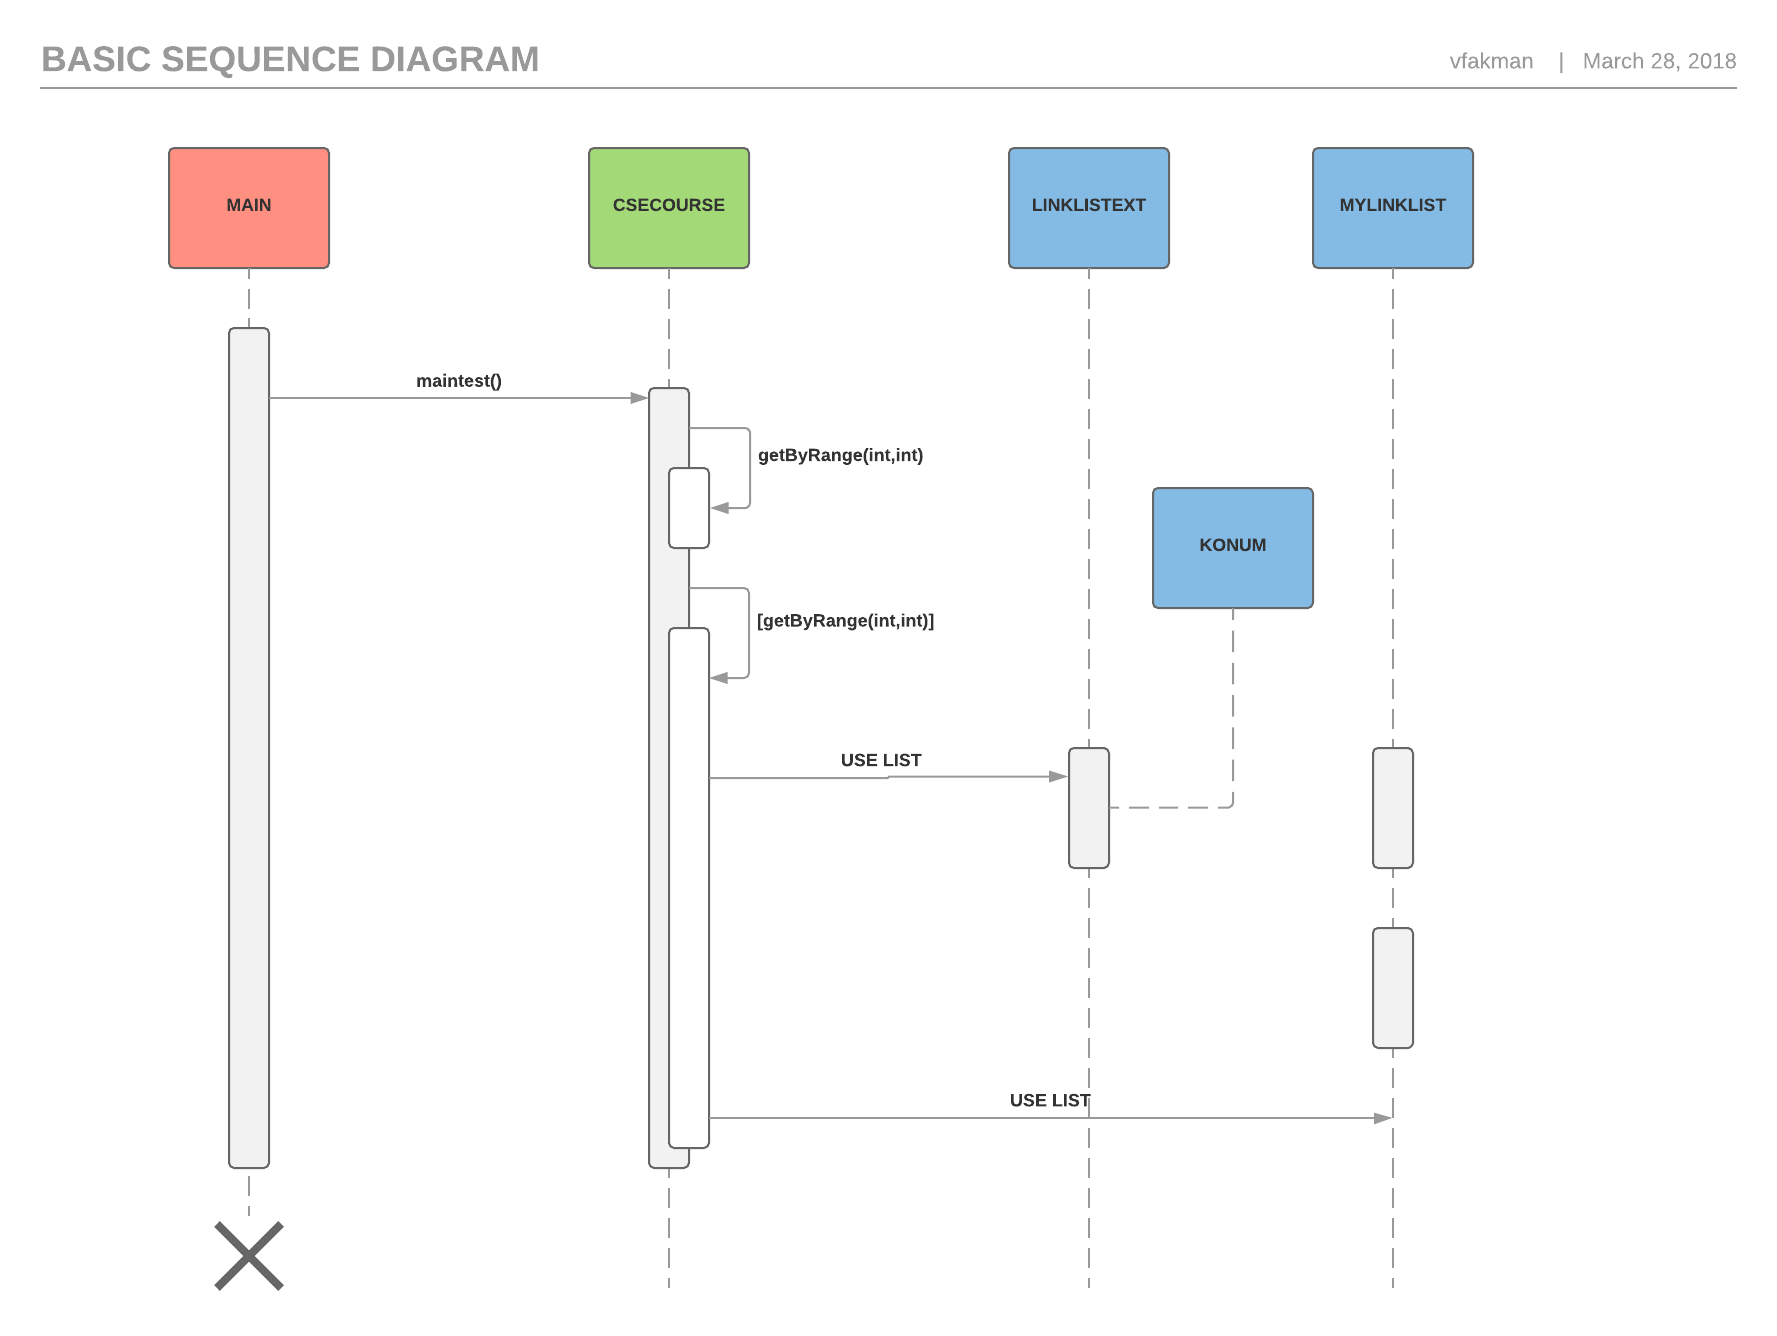 BASIC SEQUENCE DIAGRAM
vfakman | March 28, 2018
MAIN
CSECOURSE
LINKLISTEXT
MYLINKLIST
maintest()
getByRange(int,int)
KONUM
[getByRange(int,int)]
USE LIST
USE LIST